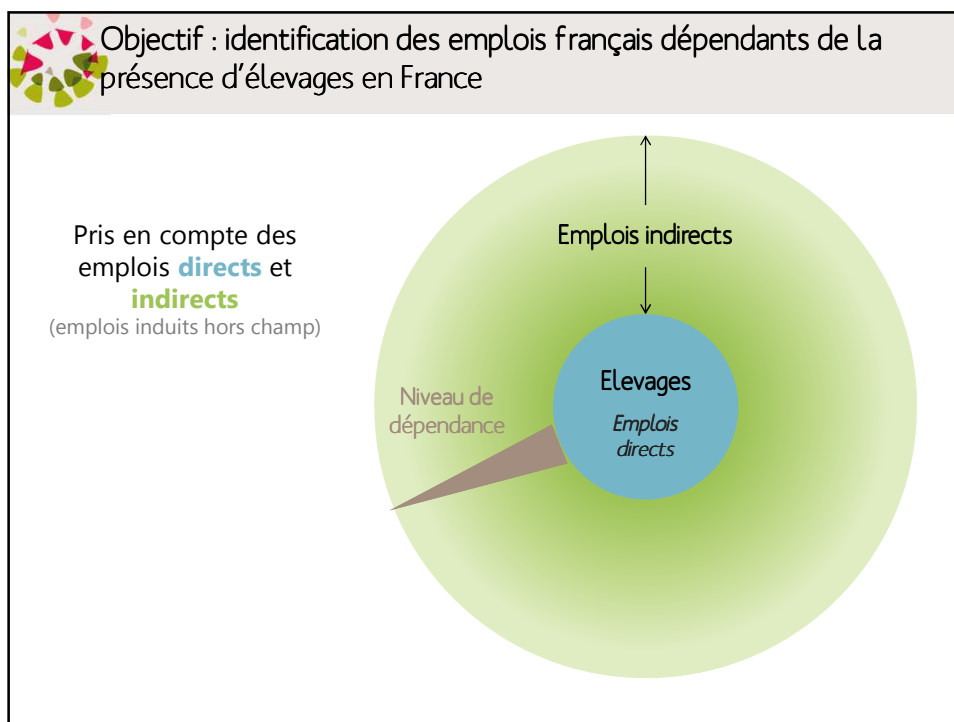 Objectif : identification des emplois français dépendants de la
présence d'élevages en France
Pris en compte des
emplois directs et
indirects
(emplois induits hors champ)
Emplois indirects
Elevages
Emplois
directs
Niveau de
dépendance